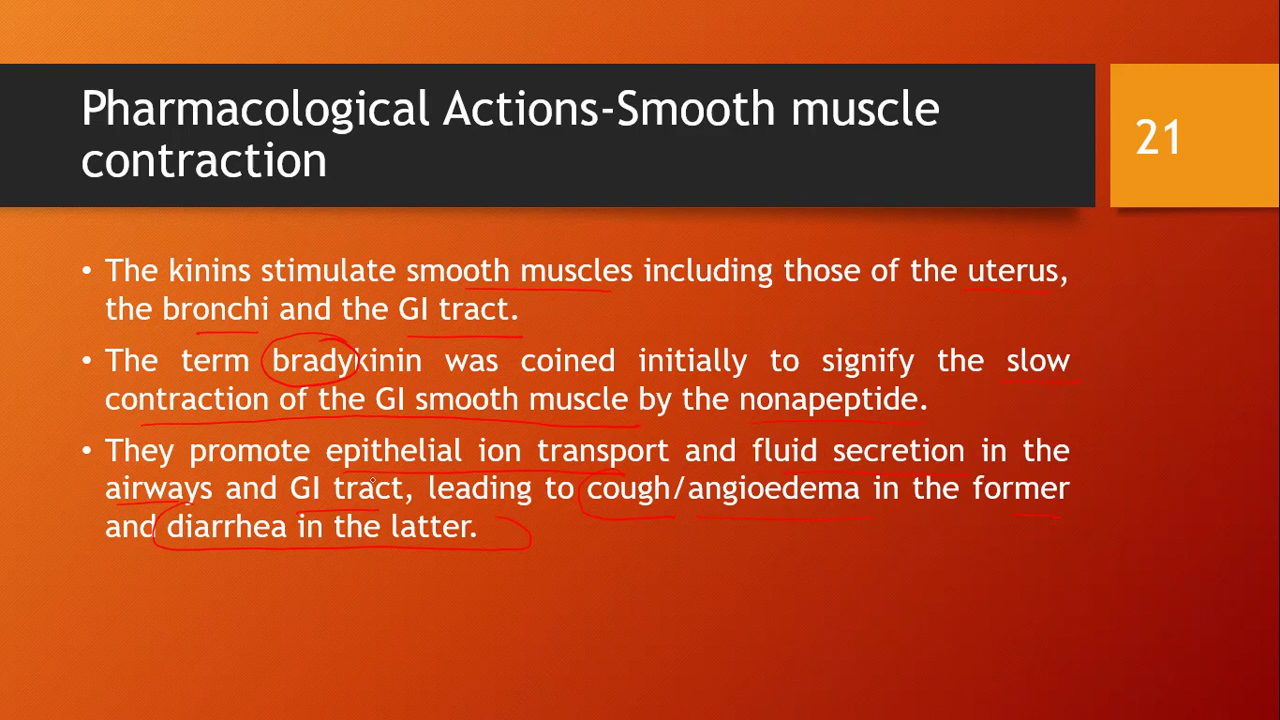 Pharmacological Actions-Smooth muscle
contraction
21
• The kinins stimulate smooth muscles including those of the uterus,
the bronchi and the GI tract.
• The term bradykinin was coined initially to signify the slow
contraction of the GI smooth muscle by the nonapeptide.
• They promote epithelial ion transport and fluid secretion in the
airways and GI tract, leading to cough/angioedema in the former
and diarrhea in the latter.